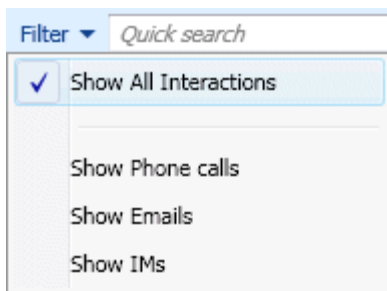 Filter Quick search
Show All Interactions
Show Phone calls
Show Emails
Show IMs